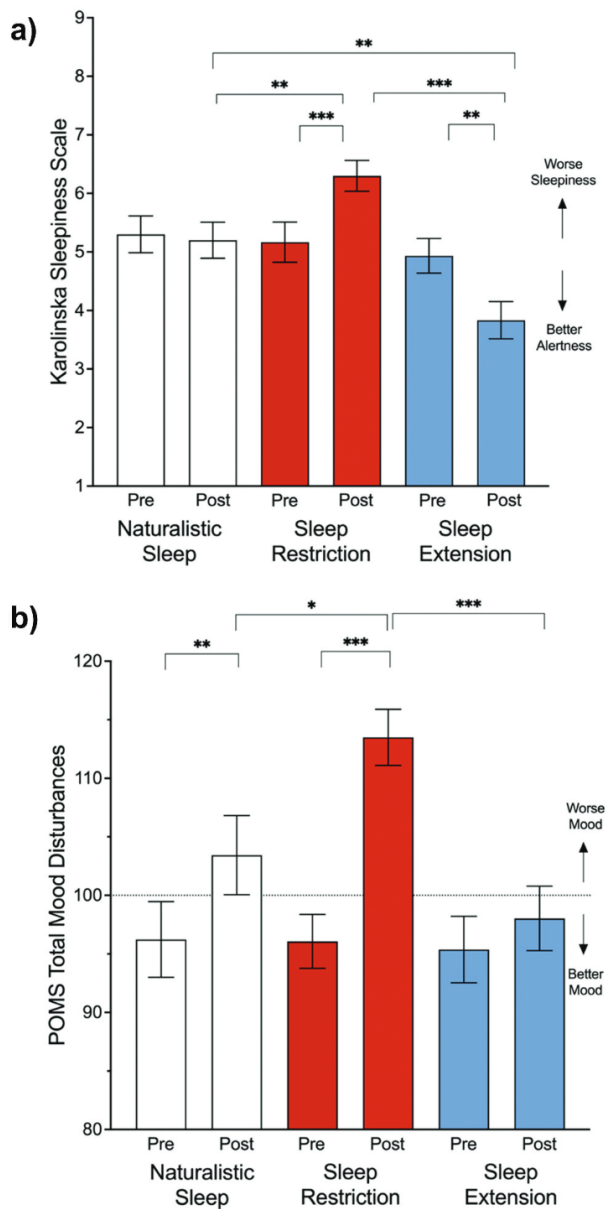 a)
Karolinska Sleepiness Scale
9
8
7
6
5
4
3
2
1
**
**
***
***
**
Worse
Sleepiness
Better
Alertness
Pre
Post
Pre
Post
Pre
Post
Naturalistic
Sleep
Sleep
Restriction
Sleep
Extension
b)
POMS Total Mood Disturbances
120
110
100
90
80
*
***
**
***
Worse
Mood
Better
Mood
Pre
Post
Pre
Post
Pre
Post
Naturalistic
Sleep
Sleep
Restriction
Sleep
Extension